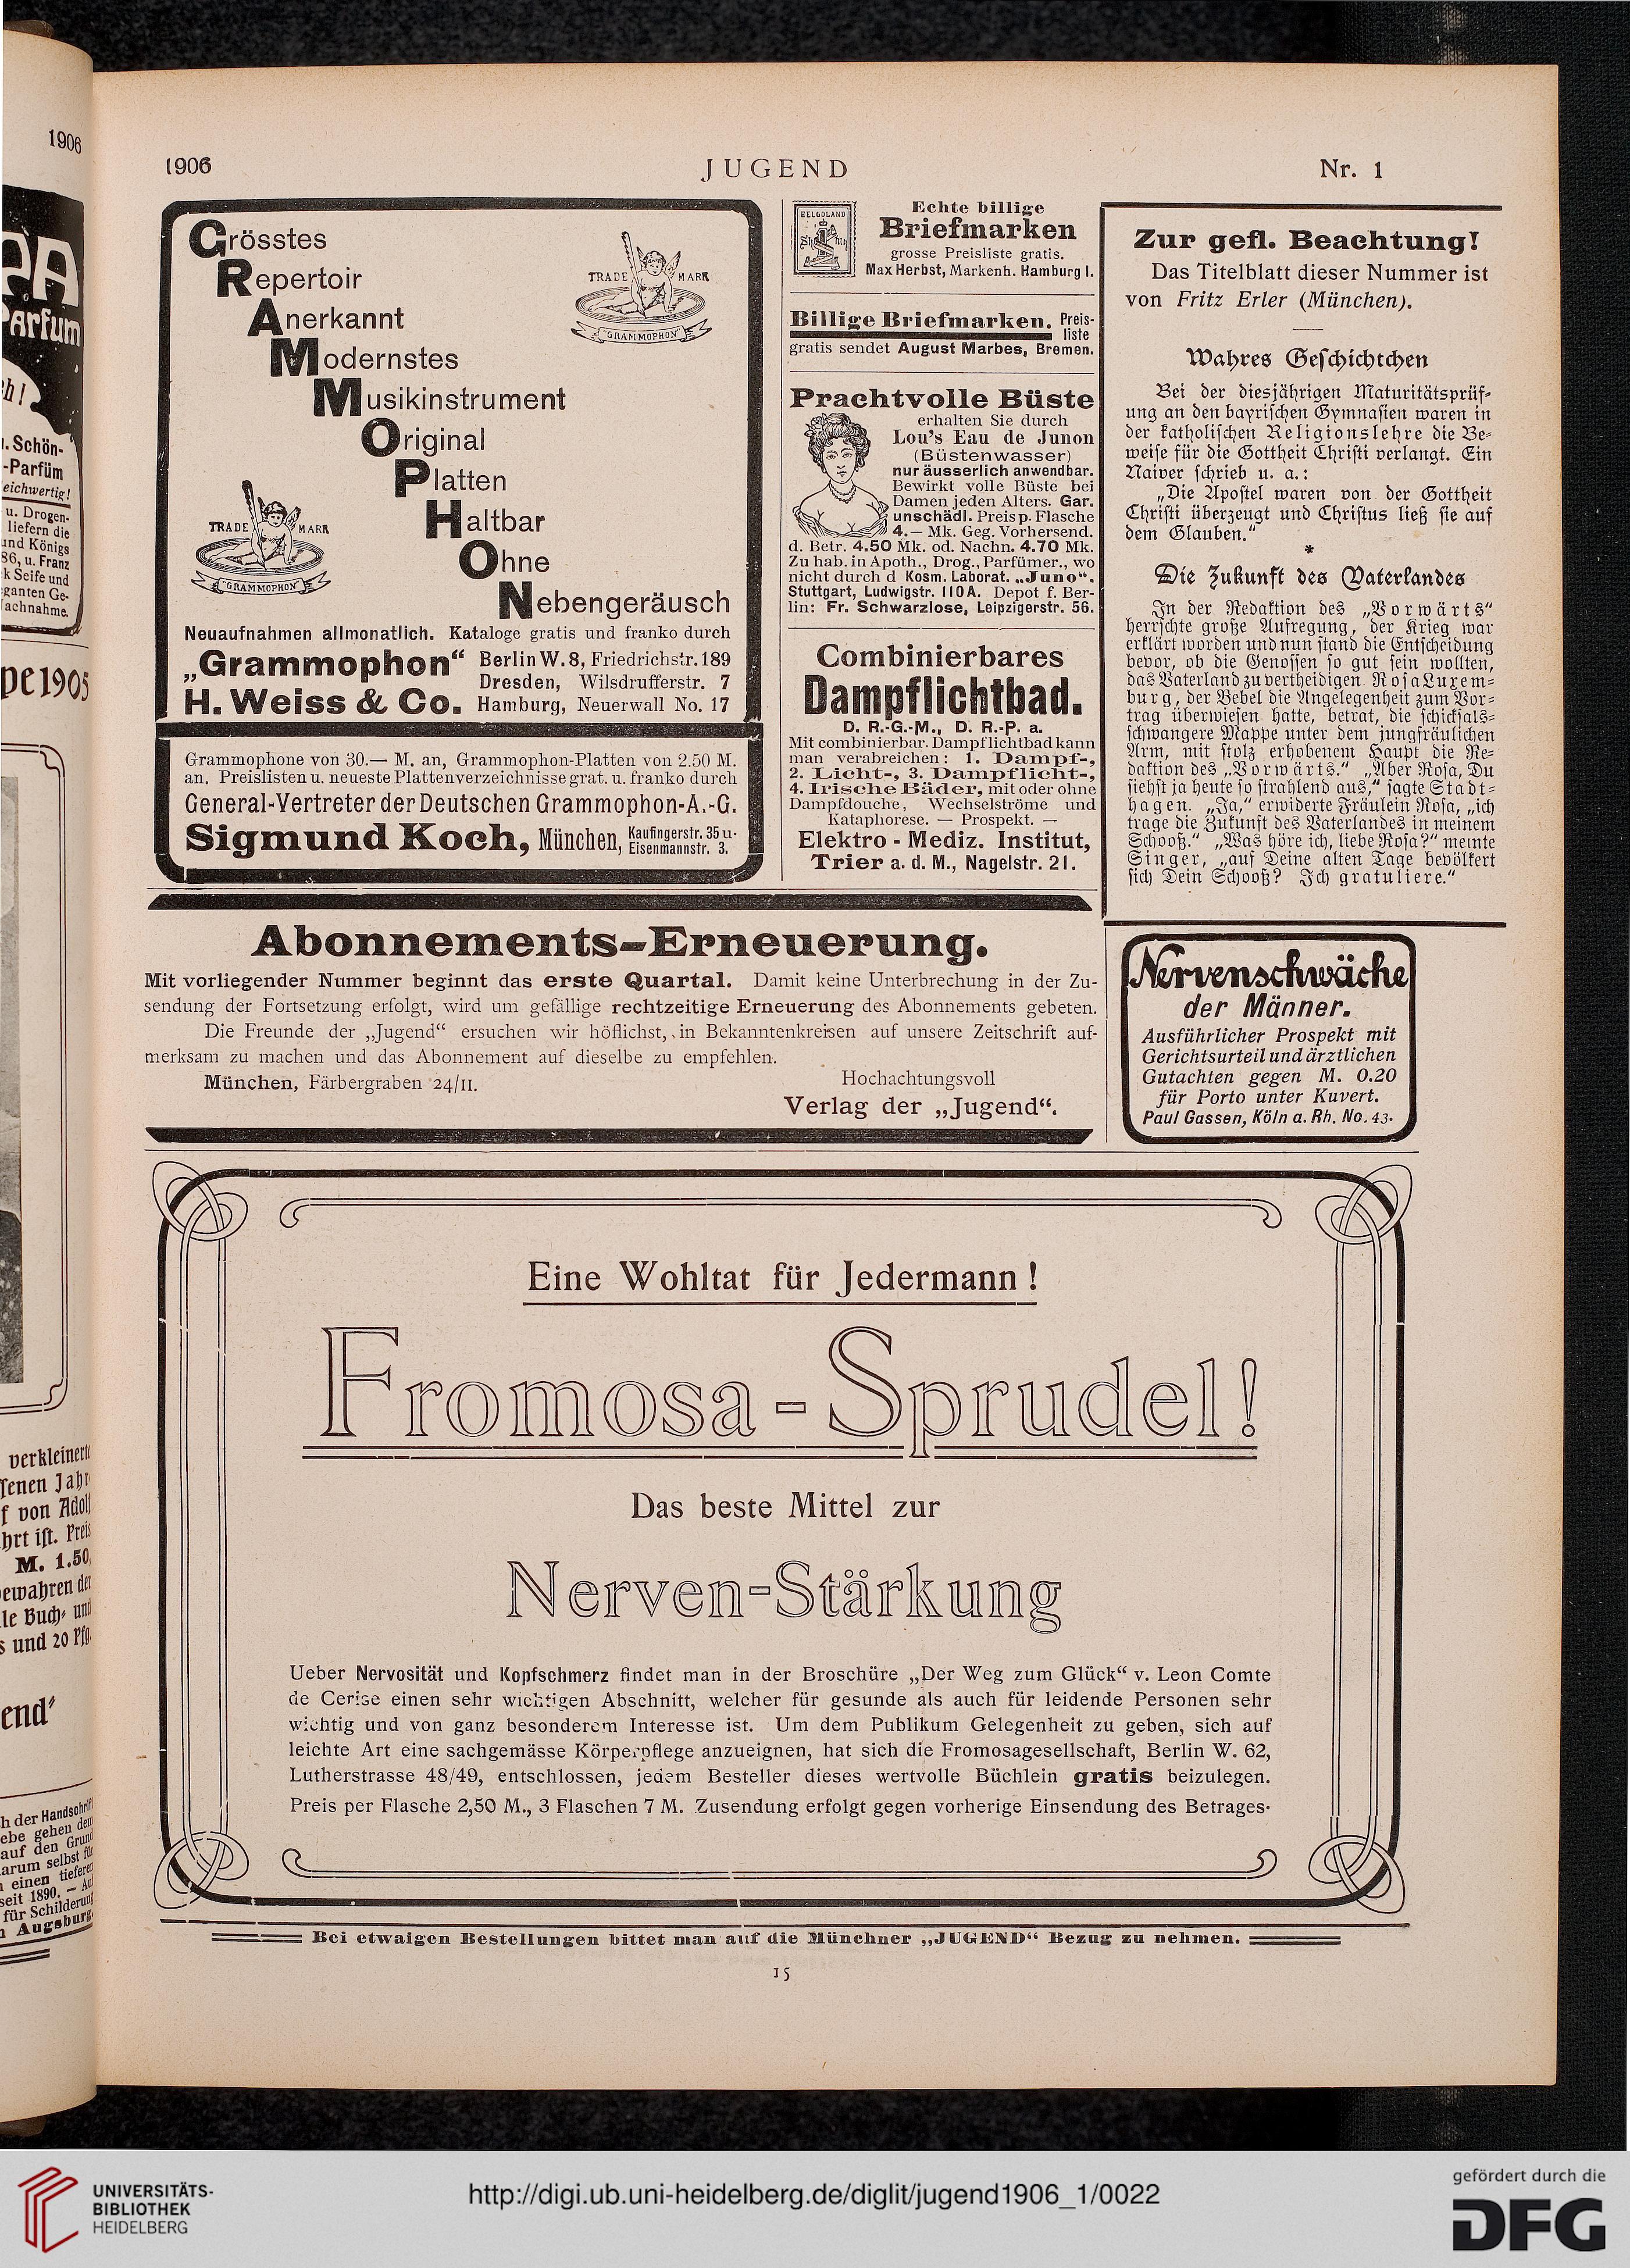 1906
JUGEND
Nr. 1
Grösstes
Repertoir
Anerkannt
Modernstes
Musikinstrument
Original
Platten
Haltbar
Ohne
Nebengeräusch
TRADE MARK
"GRAMMOPHON"
TRADE MARK
"GRAMMOPHON"
Neuaufnahmen allmonatlich. Kataloge gratis und franko durch
„Grammophon“ Berlin W. 8, Friedrichstr. 189
Dresden, Wilsdrufferstr. 7
H. Weiss & Co. Hamburg, Neuerwall No. 17
Grammophone von 30.— M. an, Grammophon-Platten von 2.50 M.
an. Preislisten u. neueste Plattenverzeichnisse grat. u. franko durch
General-Vertreter der Deutschen Grammophon-A.-G.
Sigmund Koch, München, Kaufingerstr. 35 u.
Eisenmannstr. 3.
HELGOLAND
Echte billige
Briefmarken
grosse Preisliste gratis.
Max Herbst, Markenh. Hamburg I.
Billige Briefmarken. Preis-
liste
gratis sendet August Marbes, Bremen.
Prachtvolle Büste
erhalten Sie durch
Lou's Eau de Junon
(Büstenwasser)
nur äusserlich anwendbar.
Bewirkt volle Büste bei
Damen jeden Alters. Gar.
unschädl. Preis p. Flasche
4.— Mk. Geg. Vorhersend.
d. Betr. 4.50 Mk. od. Nachn. 4.70 Mk.
Zu hab. in Apoth., Drog., Parfümer., wo
nicht durch d Kosm. Laborat. „Juno“.
Stuttgart, Ludwigstr. 110A. Depot f. Ber-
lin: Fr. Schwarzlose, Leipzigerstr. 56.
Combinierbares
Dampflichtbad.
D. R.-G.-M., D. R.-P. a.
Mit combinierbar. Dampflichtbad kann
man verabreichen: 1. Dampf-,
2. Licht-, 3. Dampflicht-,
4. Irische Bäder, mit oder ohne
Dampfdouche, Wechselströme und
Kataphorese. — Prospekt. —
Elektro-Mediz. Institut,
Trier a. d. M., Nagelstr. 21.
Zur gefl. Beachtung!
Das Titelblatt dieser Nummer ist
von Fritz Erler (München).
Wahres Geschichtchen
Bei der diesjährigen Maturitätsprüf-
ung an den bayrischen Gymnasien waren in
der katholischen Religionslehre die Be-
weise für die Gottheit Christi verlangt. Ein
Naiver schrieb u. a.:
„Die Apostel waren von der Gottheit
Christi überzeugt und Christus ließ sie auf
dem Glauben.“
*
Die Zukunft des Vaterlandes
In der Redaktion des „Vorwärts“
herrschte große Aufregung, der Krieg war
erklärt worden und nun stand die Entscheidung
bevor, ob die Genossen so gut sein wollten,
das Vaterland zu vertheidigen. Rosa Luxem-
burg, der Bebel die Angelegenheit zum Vor-
trag überwiesen hatte, betrat, die schicksals-
schwangere Mappe unter dem jungfräulichen
Arm, mit stolz erhobenem Haupt die Re-
daktion des „Vorwärts.“ „Aber Rosa, Du
siehst ja heute so strahlend aus,“ sagte Stadt-
hagen. „Ja,“ erwiderte Fräulein Rosa, „ich
trage die Zukunft des Vaterlandes in meinem
Schooß.“ „Was höre ich, liebe Rosa?“ meinte
Singer, „auf Deine alten Tage bevölkert
sich Dein Schooß? Ich gratuliere.“
Abonnements-Erneuerung.
Mit vorliegender Nummer beginnt das erste Quartal. Damit keine Unterbrechung in der Zu-
sendung der Fortsetzung erfolgt, wird um gefällige rechtzeitige Erneuerung des Abonnements gebeten.
Die Freunde der „Jugend“ ersuchen wir höflichst, in Bekanntenkreisen auf unsere Zeitschrift auf-
merksam zu machen und das Abonnement auf dieselbe zu empfehlen.
München, Färbergraben 24/II.
Hochachtungsvoll
Verlag der „Jugend“.
Nervenschwäche
der Männer.
Ausführlicher Prospekt mit
Gerichtsurteil und ärztlichen
Gutachten gegen M. 0.20
für Porto unter Kuvert.
Paul Gassen, Köln a. Rh. No. 43.
Eine Wohltat für Jedermann!
Fromosa-Sprudel!
Das beste Mittel zur
Nerven-Stärkung
Ueber Nervosität und Kopfschmerz findet man in der Broschüre „Der Weg zum Glück“ v. Leon Comte
de Cerise einen sehr wichtigen Abschnitt, welcher für gesunde als auch für leidende Personen sehr
wichtig und von ganz besonderem Interesse ist. Um dem Publikum Gelegenheit zu geben, sich auf
leichte Art eine sachgemässe Körperpflege anzueignen, hat sich die Fromosagesellschaft, Berlin W. 62,
Lutherstrasse 48/49, entschlossen, jedem Besteller dieses wertvolle Büchlein gratis beizulegen.
Preis per Flasche 2,50 M., 3 Flaschen 7 M. Zusendung erfolgt gegen vorherige Einsendung des Betrages.
Bei etwaigen Bestellungen bittet man auf die Münchner „JUGEND“ Bezug zu nehmen.
15
UNIVERSITÄTS-
BIBLIOTHEK
HEIDELBERG
http://digi.ub.uni-heidelberg.de/diglit/jugend1906_1/0022
gefördert durch die
DFG